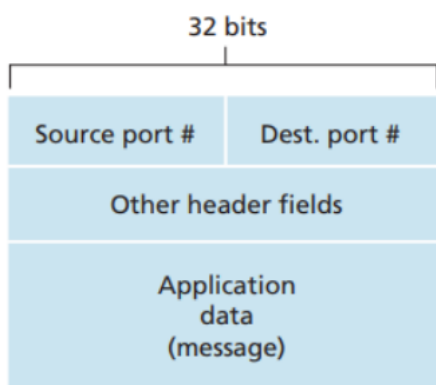 32 bits
Source port #
Dest. port #
Other header fields
Application
data
(message)